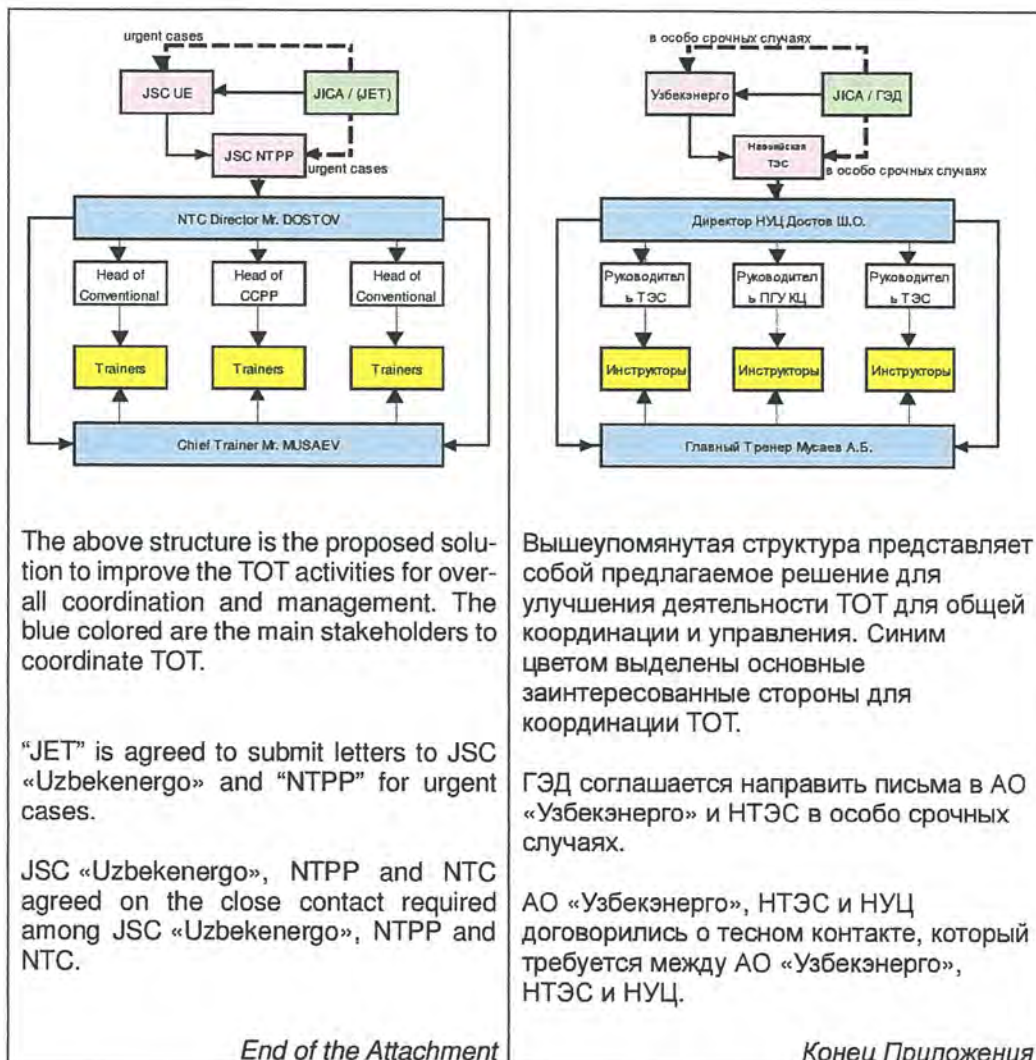 urgent cases
JSC UE
JICA / (JET)
JSC NTPP
urgent cases
NTC Director Mr. DOSTOV
Head of
Conventional
Head of
CCPP
Head of
Conventional
Trainers
Trainers
Trainers
Chief Trainer Mr. MUSAEV
The above structure is the proposed solu-
tion to improve the TOT activities for over-
all coordination and management. The
blue colored are the main stakeholders to
coordinate TOT.
“JET” is agreed to submit letters to JSC
«Uzbekenergo» and “NTPP” for urgent
cases.
JSC «Uzbekenergo», NTPP and NTC
agreed on the close contact required
among JSC «Uzbekenergo», NTPP and
NTC.
End of the Attachment
в особо срочных случаях
Узбекэнерго
JICA / ГЭД
Навоийская
ТЭС
в особо срочных случаях
Директор НУЦ Достов Ш.О.
Руководител
ь ТЭС
Руководител
ь ПГУ КЦ
Руководител
ь ТЭС
Инструкторы
Инструкторы
Инструкторы
Главный Тренер Мусаев А.Б.
Вышеупомянутая структура представляет
собой предлагаемое решение для
улучшения деятельности ТОТ для общей
координации и управления. Синим
цветом выделены основные
заинтересованные стороны для
координации ТОТ.
ГЭД соглашается направить письма в АО
«Узбекэнерго» и НТЭС в особо срочных
случаях.
АО «Узбекэнерго», НТЭС и НУЦ
договорились о тесном контакте, который
требуется между АО «Узбекэнерго»,
НТЭС и НУЦ.
Конец Приложения